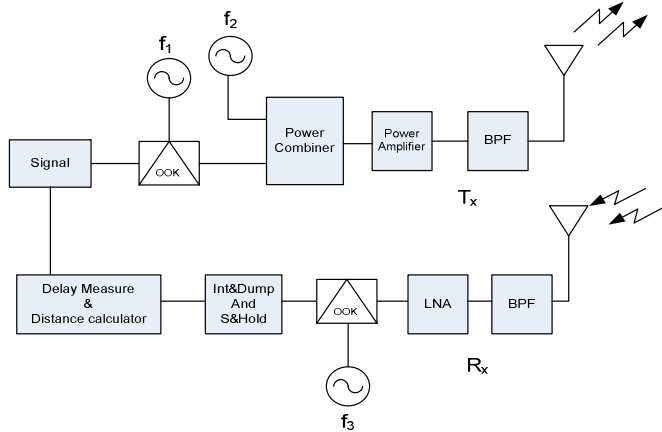 f1
f2
Signal
OOK
Power
Combiner
Power
Amplifier
BPF
Tx
Delay Measure
&
Distance calculator
Int&Dump
And
S&Hold
OOK
LNA
BPF
Rx
f3